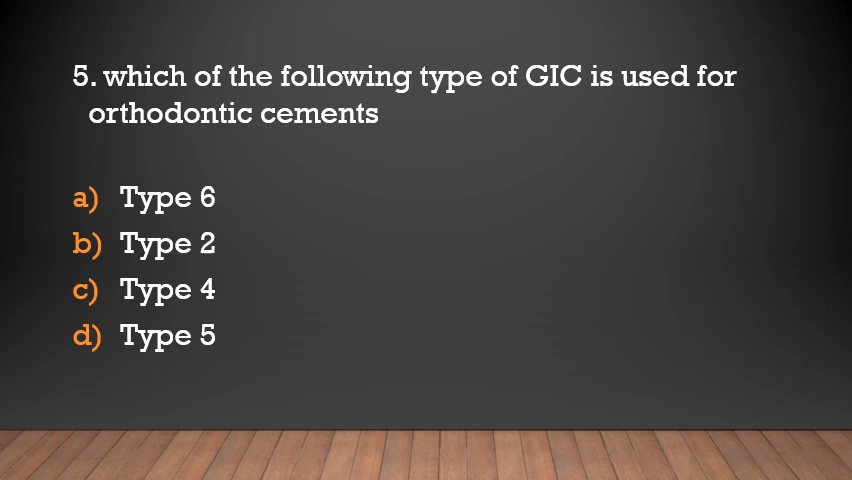 5. which of the following type of GIC is used for
orthodontic cements
a) Type 6
b) Type 2
c) Type 4
d) Type 5